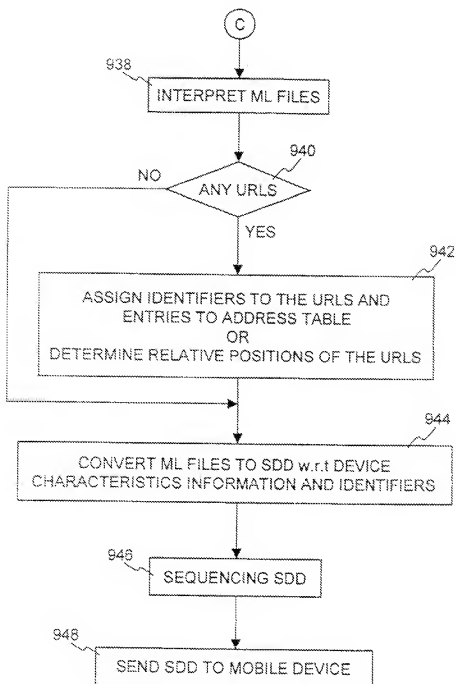 C
938
INTERPRET ML FILES
940
NO
ANY URLS
YES
942
ASSIGN IDENTIFIERS TO THE URLS AND
ENTRIES TO ADDRESS TABLE
OR
DETERMINE RELATIVE POSITIONS OF THE URLS
944
CONVERT ML FILES TO SDD w.r.t DEVICE
CHARACTERISTICS INFORMATION AND IDENTIFIERS
946
SEQUENCING SDD
948
SEND SDD TO MOBILE DEVICE